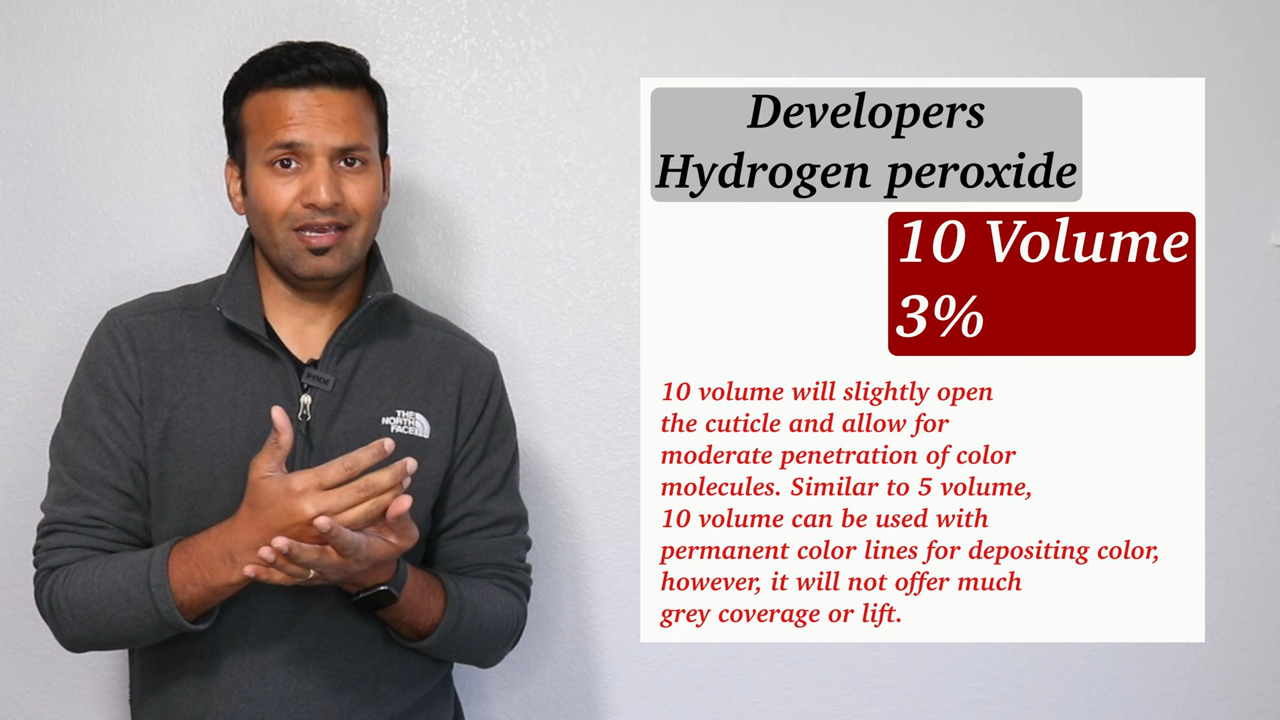 Developers
Hydrogen peroxide
10 Volume
3%
10 volume will slightly open
the cuticle and allow for
moderate penetration of color
molecules. Similar to 5 volume,
10 volume can be used with
permanent color lines for depositing color,
however, it will not offer much
grey coverage or lift.
THE
NORTH
FACE